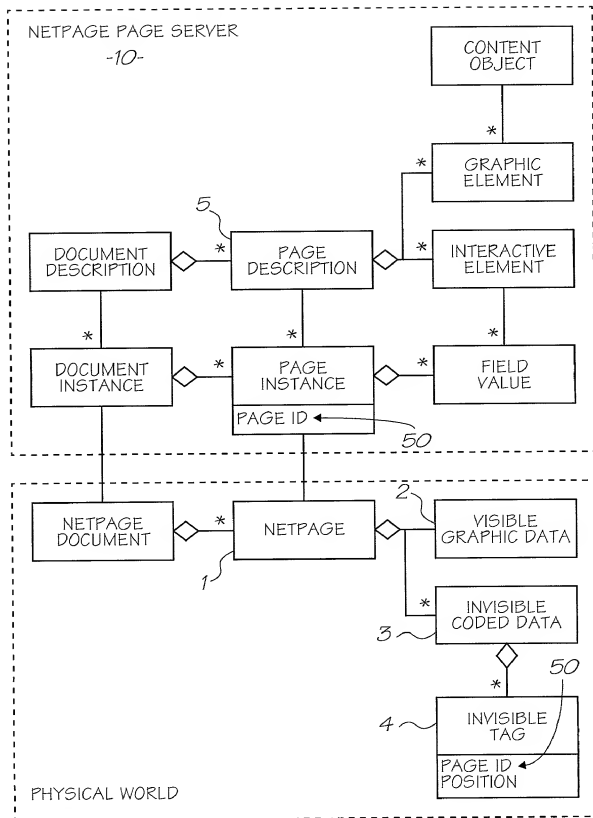 NETPAGE PAGE SERVER
-10-
CONTENT
OBJECT
*
*
GRAPHIC
ELEMENT
5
DOCUMENT
DESCRIPTION
*
PAGE
DESCRIPTION
*
INTERACTIVE
ELEMENT
*
*
*
DOCUMENT
INSTANCE
*
PAGE
INSTANCE
*
FIELD
VALUE
PAGE ID
50
NETPAGE
DOCUMENT
*
NETPAGE
1
2
VISIBLE
GRAPHIC DATA
*
3
INVISIBLE
CODED DATA
*
50
4
INVISIBLE
TAG
PAGE ID
POSITION
PHYSICAL WORLD